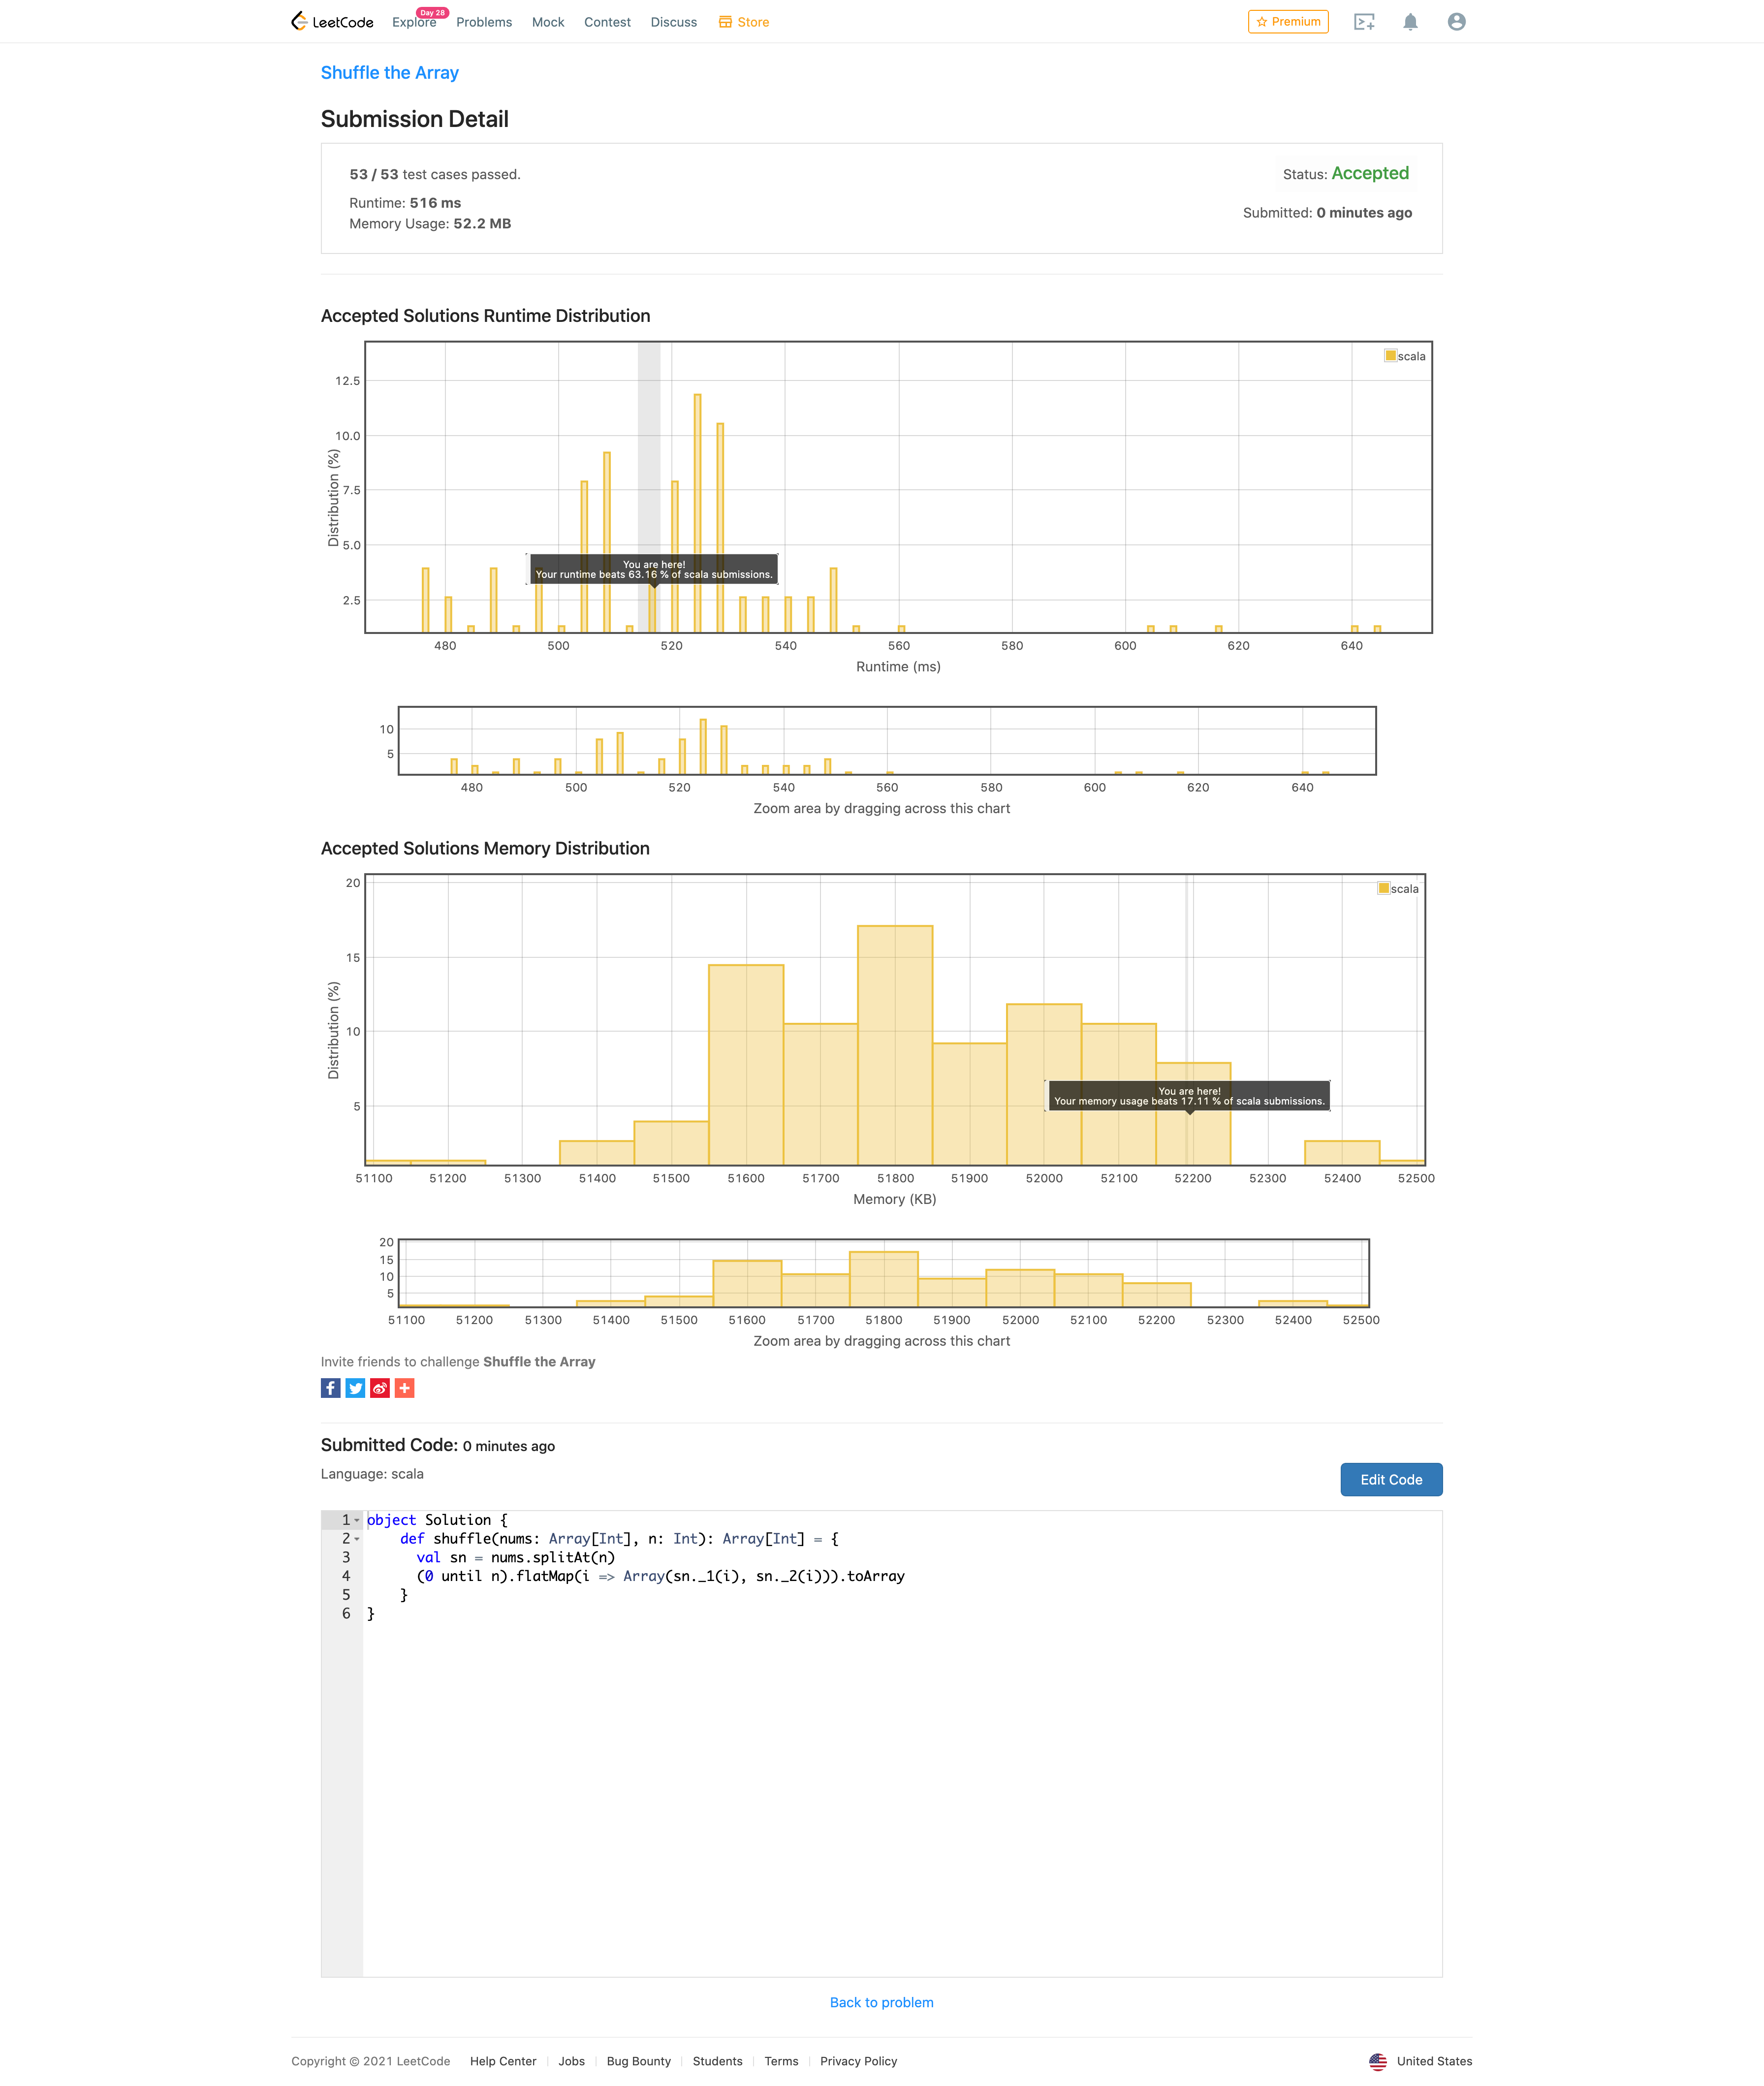 LeetCode Explore Day 28 Problems Mock Contest Discuss Store Premium
Shuffle the Array
Submission Detail
53 / 53 test cases passed.
Status: Accepted
Runtime: 516 ms
Submitted: 0 minutes ago
Memory Usage: 52.2 MB
Accepted Solutions Runtime Distribution
scala
12.5
10.0
7.5
5.0
2.5
Distribution (%)
You are here!
Your runtime beats 63.16 % of scala submissions.
480 500 520 540 560 580 600 620 640
Runtime (ms)
10
5
480 500 520 540 560 580 600 620 640
Zoom area by dragging across this chart
Accepted Solutions Memory Distribution
scala
20
15
10
5
Distribution (%)
You are here!
Your memory usage beats 17.11 % of scala submissions.
51100 51200 51300 51400 51500 51600 51700 51800 51900 52000 52100 52200 52300 52400 52500
Memory (KB)
20
15
10
5
51100 51200 51300 51400 51500 51600 51700 51800 51900 52000 52100 52200 52300 52400 52500
Zoom area by dragging across this chart
Invite friends to challenge Shuffle the Array
Submitted Code: 0 minutes ago
Language: scala
Edit Code
1 object Solution {
2     def shuffle(nums: Array[Int], n: Int): Array[Int] = {
3       val sn = nums.splitAt(n)
4       (0 until n).flatMap(i => Array(sn._1(i), sn._2(i))).toArray
5     }
6 }
Back to problem
Copyright © 2021 LeetCode Help Center Jobs Bug Bounty Students Terms Privacy Policy United States